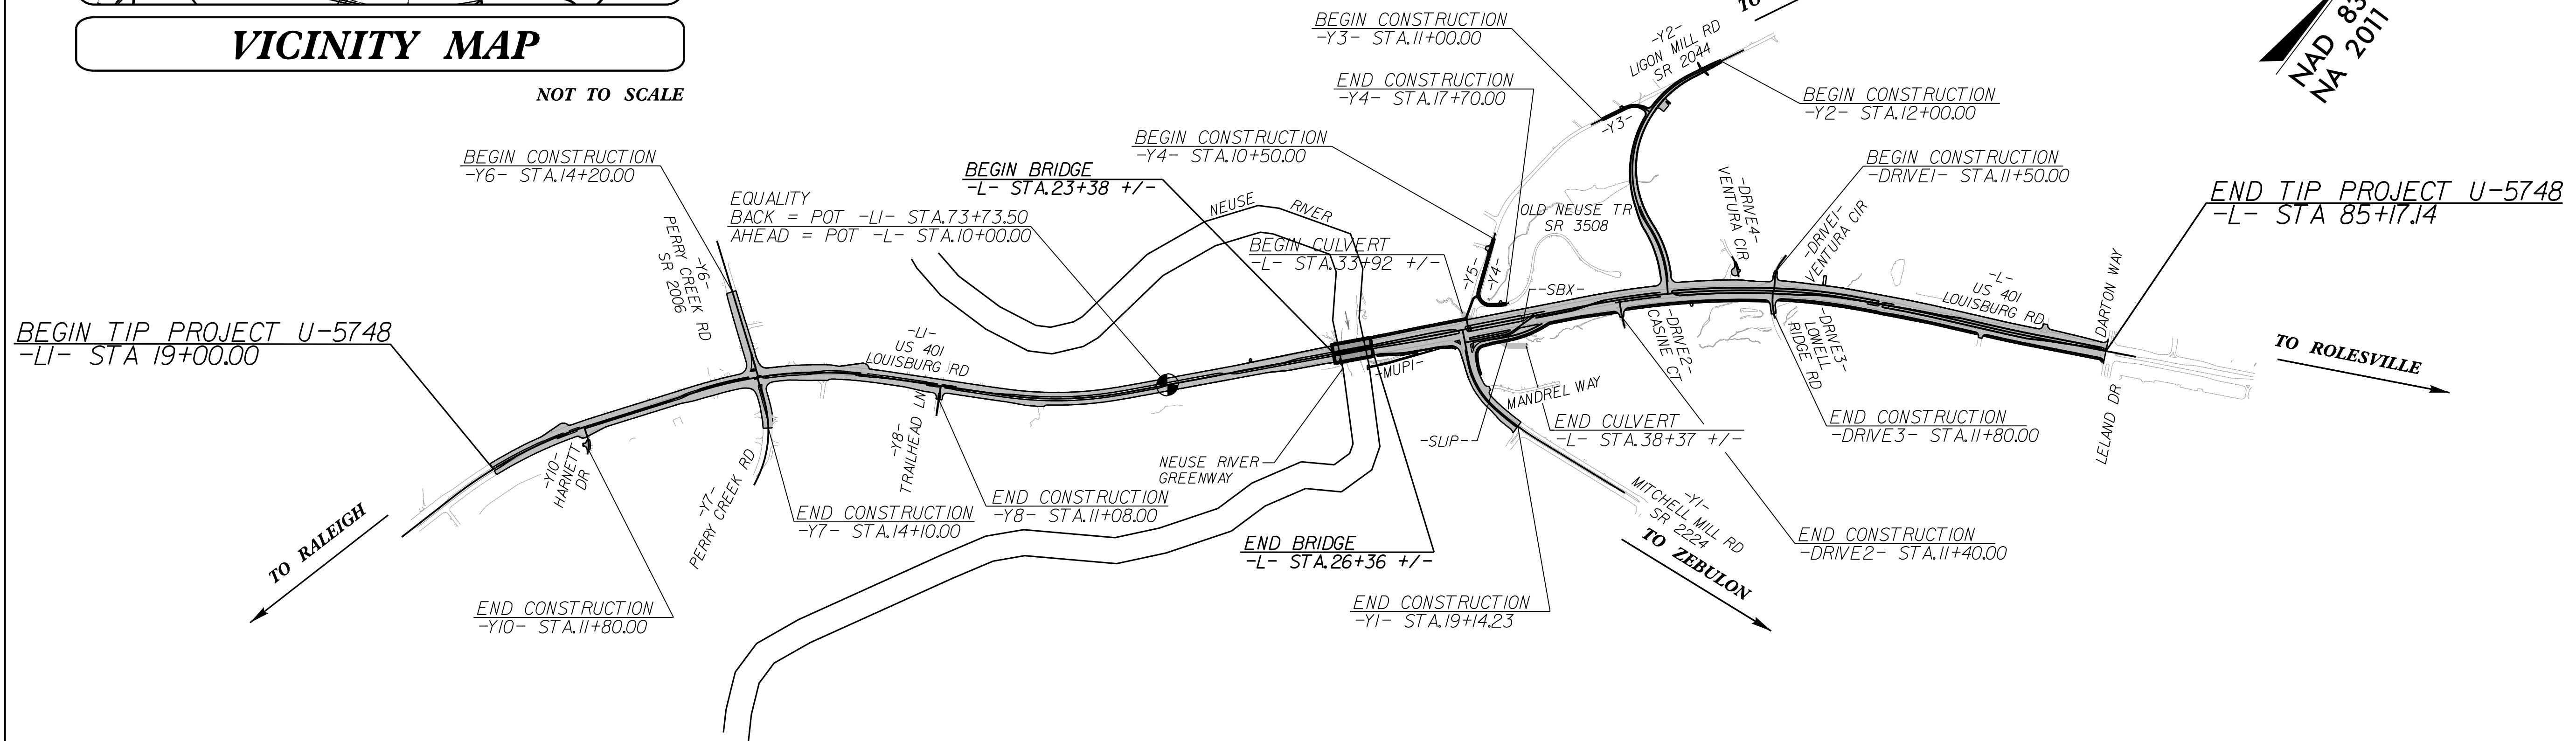 VICINITY MAP
NOT TO SCALE
BEGIN TIP PROJECT U-5748
-L1- STA 19+00.00
BEGIN CONSTRUCTION
-Y6- STA.14+20.00
EQUALITY
BACK = POT -L1- STA.73+73.50
AHEAD = POT -L- STA.10+00.00
BEGIN BRIDGE
-L- STA.23+38 +/-
BEGIN CONSTRUCTION
-Y4- STA.10+50.00
BEGIN CONSTRUCTION
-Y3- STA.11+00.00
END CONSTRUCTION
-Y4- STA.17+70.00
BEGIN CULVERT
-L- STA.33+92 +/-
NEUSE RIVER
OLD NEUSE TR
SR 3508
-Y2-
LIGON MILL RD
SR 2044
TO
-Y3-
BEGIN CONSTRUCTION
-Y2- STA.12+00.00
BEGIN CONSTRUCTION
-DRIVE1- STA.11+50.00
-DRIVE4-
VENTURA CIR
-DRIVE1-
VENTURA CIR
END TIP PROJECT U-5748
-L- STA 85+17.14
NAD 83
NA 2011
-Y6-
PERRY CREEK RD
SR 2006
-L1-
US 401
LOUISBURG RD
-Y5-
-Y4-
-SBX-
-MUP1-
-SLIP-
-L-
US 401
LOUISBURG RD
DARTON WAY
LELAND DR
TO ROLESVILLE
-DRIVE2-
CASINE CT
-DRIVE3-
LOWELL
RIDGE RD
MANDREL WAY
END CULVERT
-L- STA.38+37 +/-
END CONSTRUCTION
-DRIVE3- STA.11+80.00
-Y10-
HARNETT
DR
-Y7-
PERRY CREEK RD
-Y8-
TRAILHEAD LN
NEUSE RIVER
GREENWAY
END CONSTRUCTION
-Y7- STA.14+10.00
END CONSTRUCTION
-Y8- STA.11+08.00
END BRIDGE
-L- STA.26+36 +/-
-Y1-
MITCHELL MILL RD
SR 2224
TO ZEBULON
END CONSTRUCTION
-DRIVE2- STA.11+40.00
TO RALEIGH
END CONSTRUCTION
-Y10- STA.11+80.00
END CONSTRUCTION
-Y1- STA.19+14.23